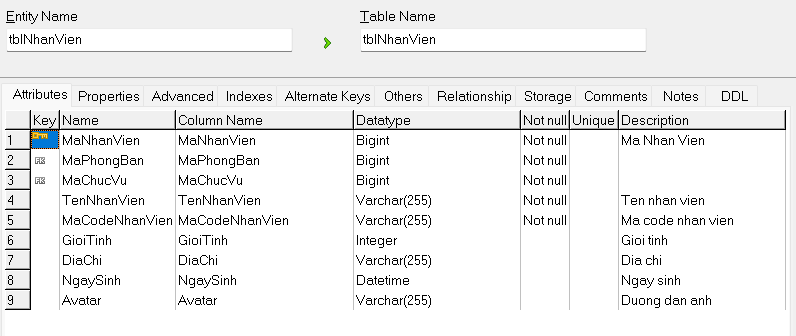 Entity Name Table Name
tblNhanVien tblNhanVien
Attributes Properties Advanced Indexes Alternate Keys Others Relationship Storage Comments Notes DDL
Key Name Column Name Datatype Not null Unique Description
1 MaNhanVien MaNhanVien Bigint Not null Ma Nhan Vien
2 FK MaPhongBan MaPhongBan Bigint Not null
3 FK MaChucVu MaChucVu Bigint Not null
4 TenNhanVien TenNhanVien Varchar(255) Not null Ten nhan vien
5 MaCodeNhanVien MaCodeNhanVien Varchar(255) Not null Ma code nhan vien
6 GioiTinh GioiTinh Integer Gioi tinh
7 DiaChi DiaChi Varchar(255) Dia chi
8 NgaySinh NgaySinh Datetime Ngay sinh
9 Avatar Avatar Varchar(255) Duong dan anh